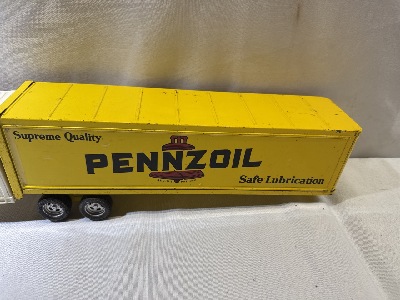 Supreme Quality
PENNZOIL
Safe Lubrication